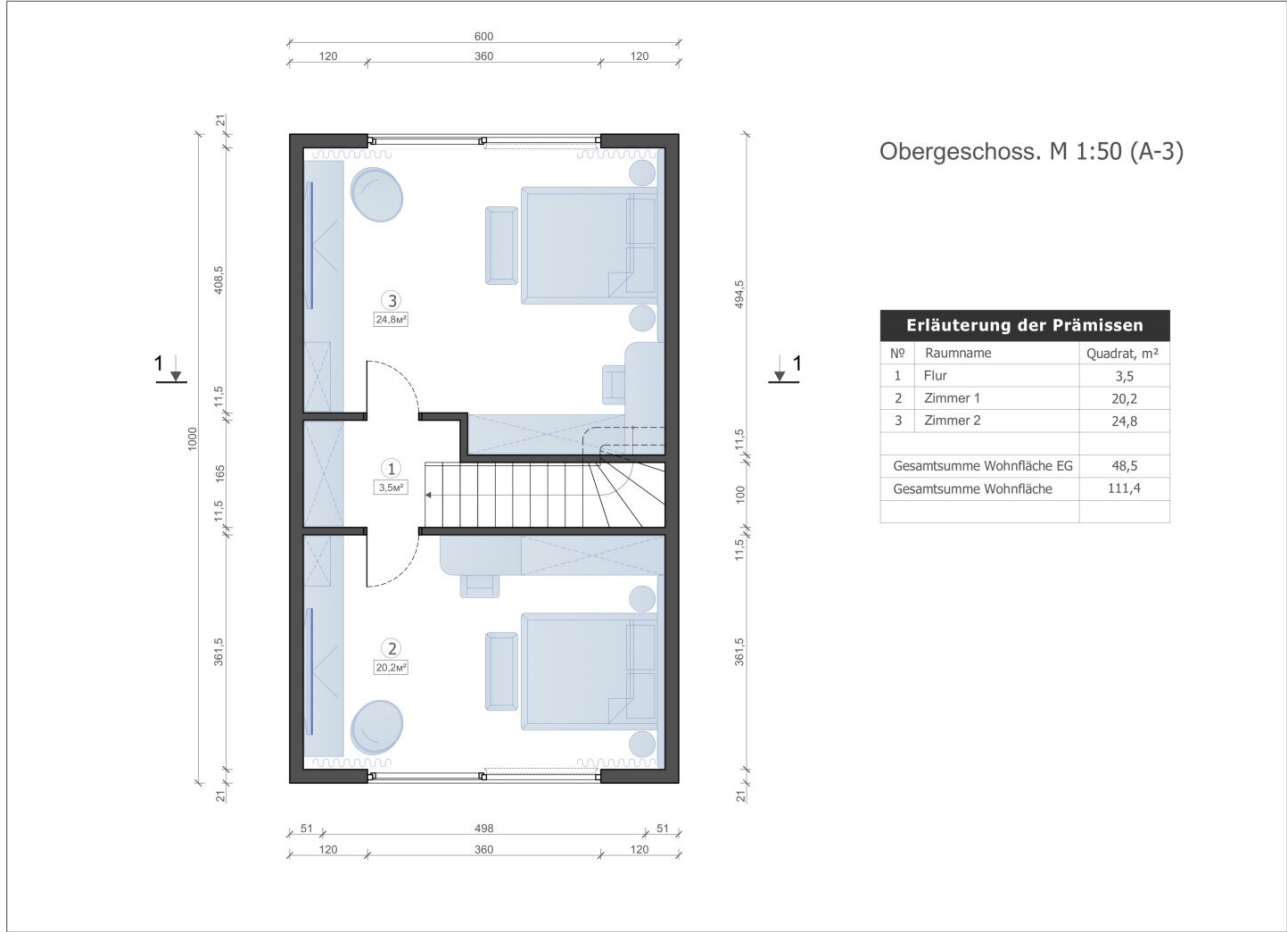 600
120 360 120
21
408,5
11,5
165
11,5
361,5
21
1000
494,5
11,5
100
11,5
361,5
21
1
1
3
24,8м²
1
3,5м²
2
20,2м²
51 498 51
120 360 120
Obergeschoss. M 1:50 (A-3)
Erläuterung der Prämissen
№ Raumname Quadrat, m²
1 Flur 3,5
2 Zimmer 1 20,2
3 Zimmer 2 24,8
Gesamtsumme Wohnfläche EG 48,5
Gesamtsumme Wohnfläche 111,4